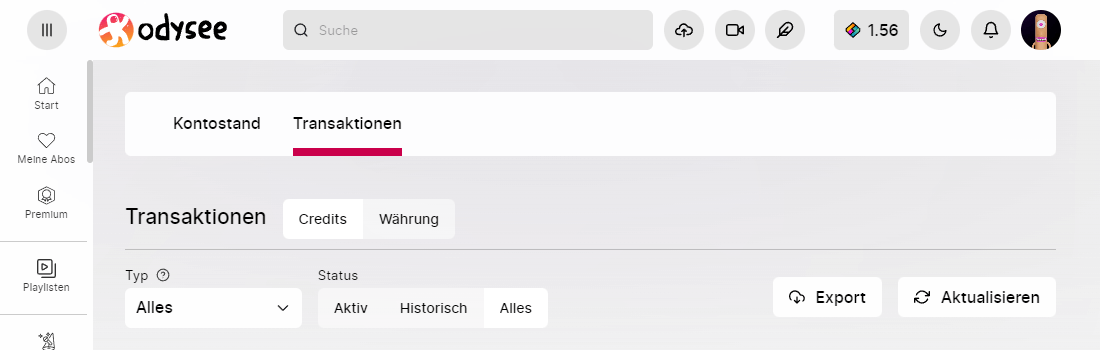 odysee
Suche
1.56
Start
Meine Abos
Premium
Playlisten
Kontostand
Transaktionen
Transaktionen
Credits
Währung
Typ
Status
Alles
Aktiv
Historisch
Alles
Export
Aktualisieren